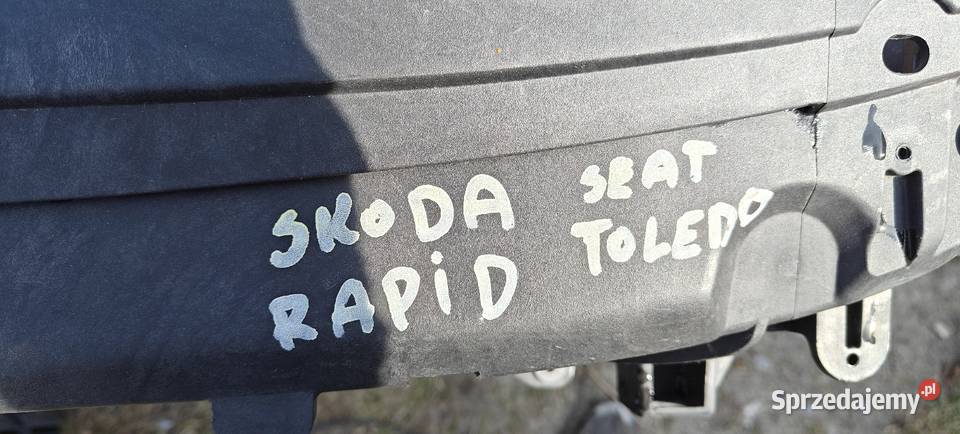 SKODA
RAPiD
SEAT
TOLEDO
Sprzedajemy.pl